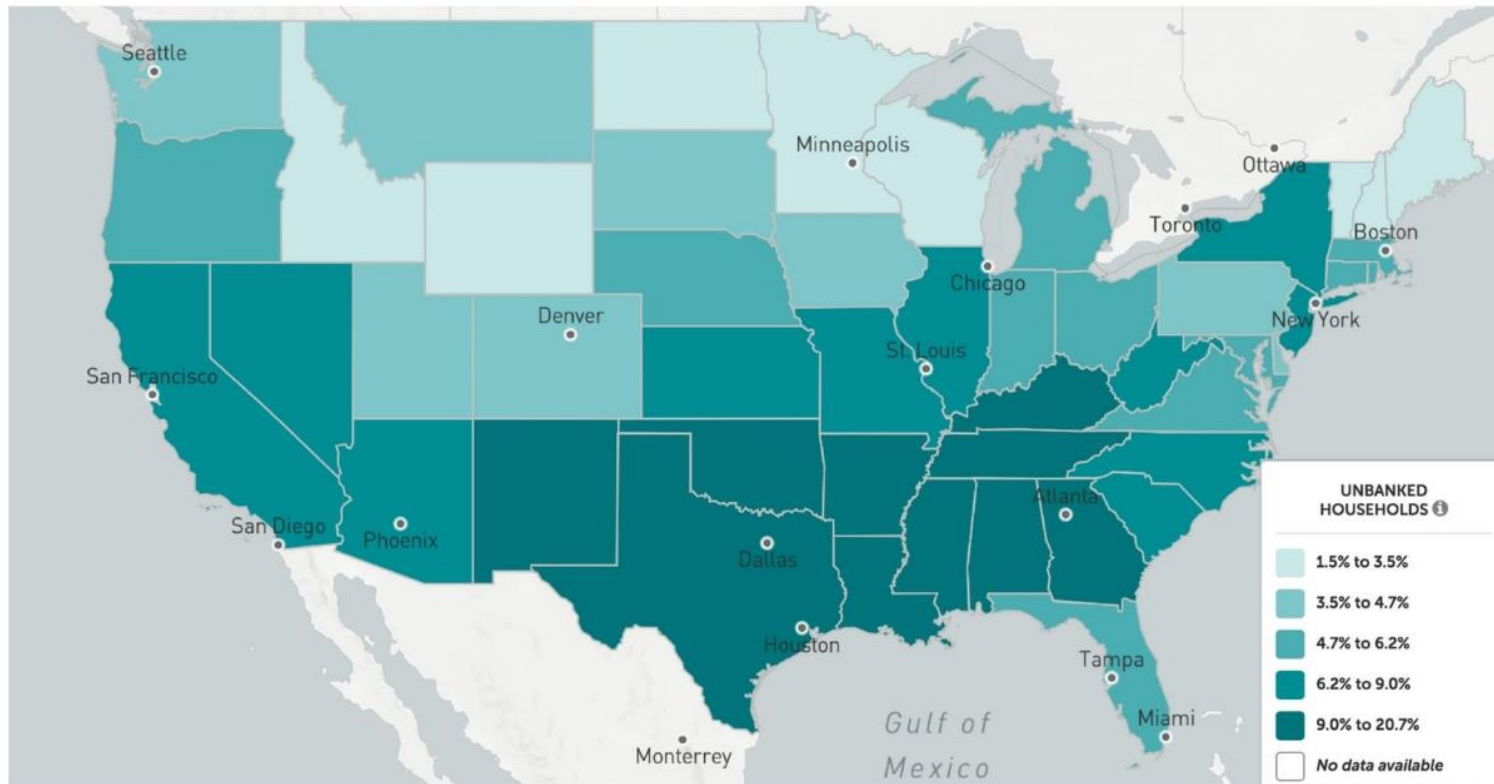 Seattle
Minneapolis
Ottawa
Toronto
Boston
Chicago
New York
Denver
St. Louis
San Francisco
Atlanta
San Diego
Phoenix
Dallas
Houston
Tampa
Miami
Monterrey
Gulf of
Mexico
UNBANKED
HOUSEHOLDS
1.5% to 3.5%
3.5% to 4.7%
4.7% to 6.2%
6.2% to 9.0%
9.0% to 20.7%
No data available